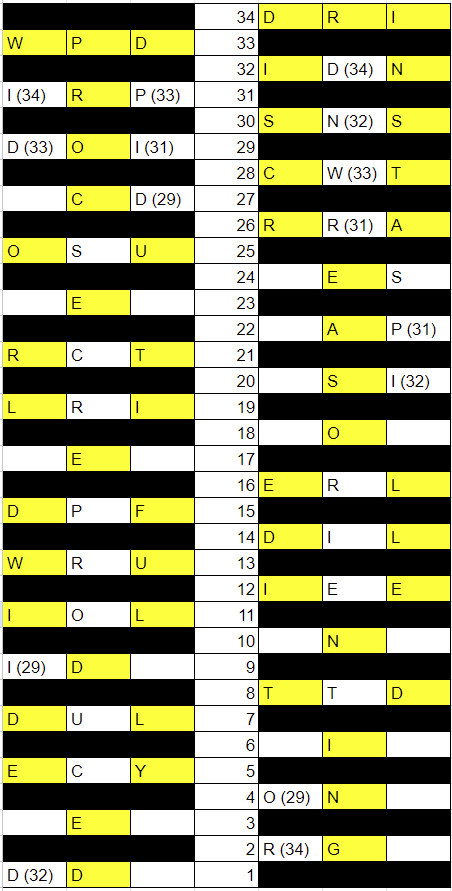 34 D R I
W P D 33
32 I D (34) N
I (34) R P (33) 31
30 S N (32) S
D (33) O I (31) 29
28 C W (33) T
C D (29) 27
26 R R (31) A
O S U 25
24 E S
E 23
22 A P (31)
R C T 21
20 S I (32)
L R I 19
18 O
E 17
16 E R L
D P F 15
14 D I L
W R U 13
12 I E E
I O L 11
10 N
I (29) D 9
8 T T D
D U L 7
6 I
E C Y 5
4 O (29) N
E 3
2 R (34) G
D (32) D 1